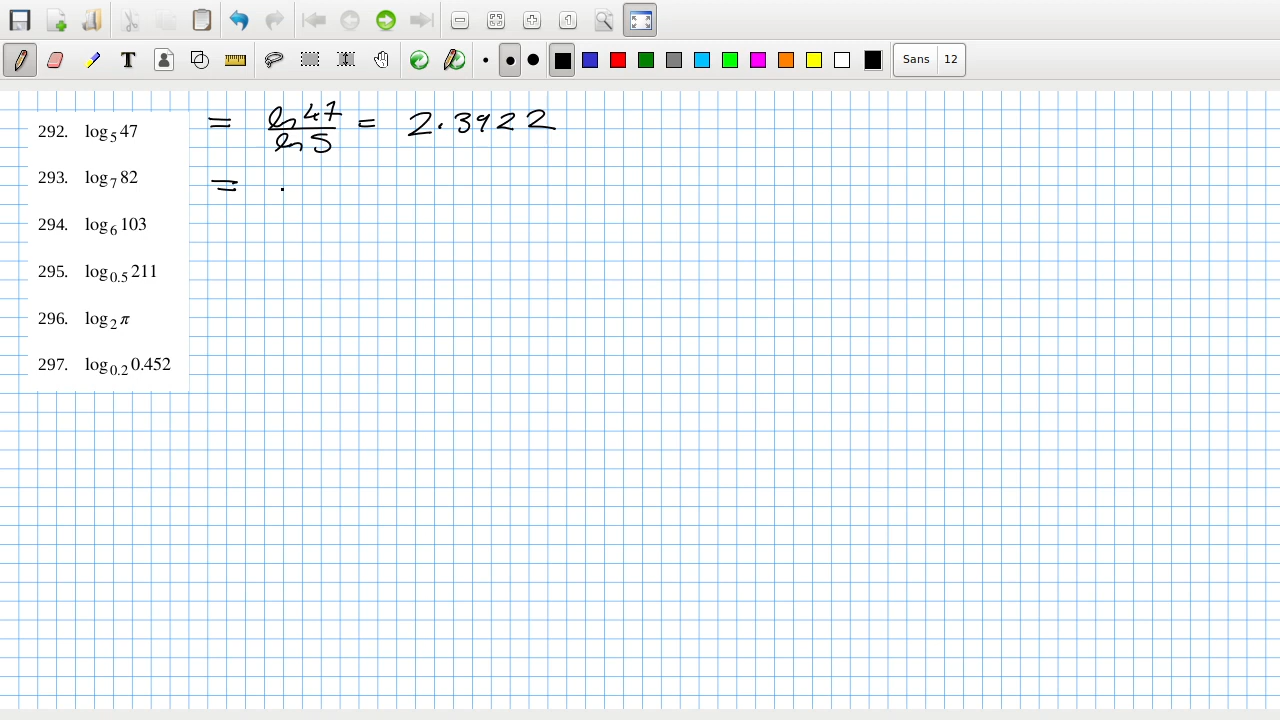 T Sans 12
292. log₅ 47 = ln 47 / ln 5 = 2.3922
293. log₇ 82 = .
294. log₆ 103
295. log₀.₅ 211
296. log₂ π
297. log₀.₂ 0.452